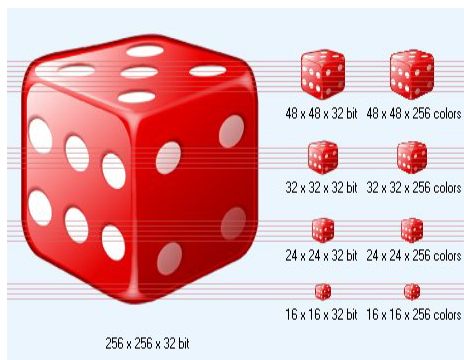 48 x 48 x 32 bit 48 x 48 x 256 colors
32 x 32 x 32 bit 32 x 32 x 256 colors
24 x 24 x 32 bit 24 x 24 x 256 colors
16 x 16 x 32 bit 16 x 16 x 256 colors
256 x 256 x 32 bit